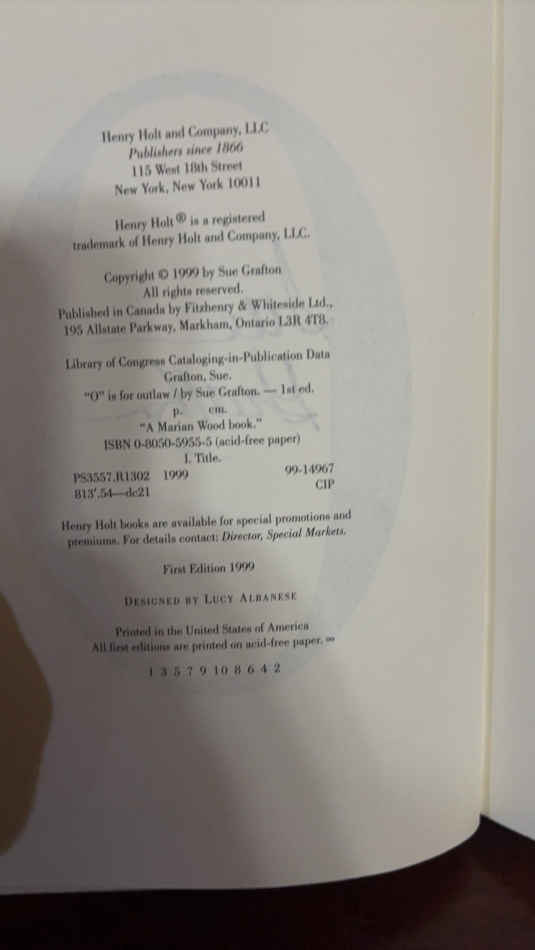 Henry Holt and Company, LLC
Publishers since 1866
115 West 18th Street
New York, New York 10011
Henry Holt ® is a registered
trademark of Henry Holt and Company, LLC.
Copyright © 1999 by Sue Grafton
All rights reserved.
Published in Canada by Fitzhenry & Whiteside Ltd.,
195 Allstate Parkway, Markham, Ontario L3R 4T8.
Library of Congress Cataloging-in-Publication Data
Grafton, Sue.
“O” is for outlaw / by Sue Grafton. — 1st ed.
p. cm.
“A Marian Wood book.”
ISBN 0-8050-5955-5 (acid-free paper)
I. Title.
PS3557.R1302 1999 99-14967
813'.54—dc21 CIP
Henry Holt books are available for special promotions and
premiums. For details contact: Director, Special Markets.
First Edition 1999
DESIGNED BY LUCY ALBANESE
Printed in the United States of America
All first editions are printed on acid-free paper. ∞
1 3 5 7 9 10 8 6 4 2